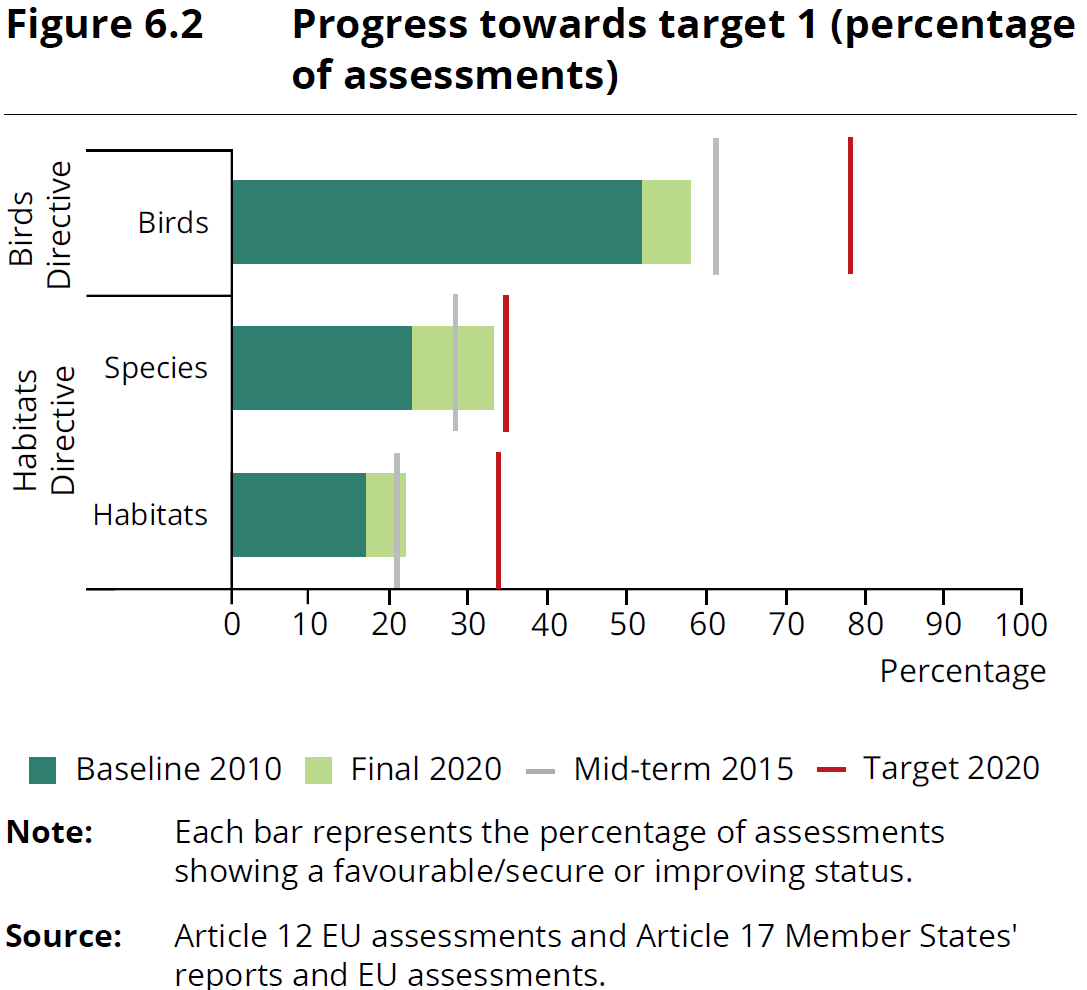 Figure 6.2 Progress towards target 1 (percentage
of assessments)
Birds
Directive
Birds
Habitats
Directive
Species
Habitats
0 10 20 30 40 50 60 70 80 90 100
Percentage
Baseline 2010 Final 2020 Mid-term 2015 Target 2020
Note: Each bar represents the percentage of assessments
showing a favourable/secure or improving status.
Source: Article 12 EU assessments and Article 17 Member States'
reports and EU assessments.